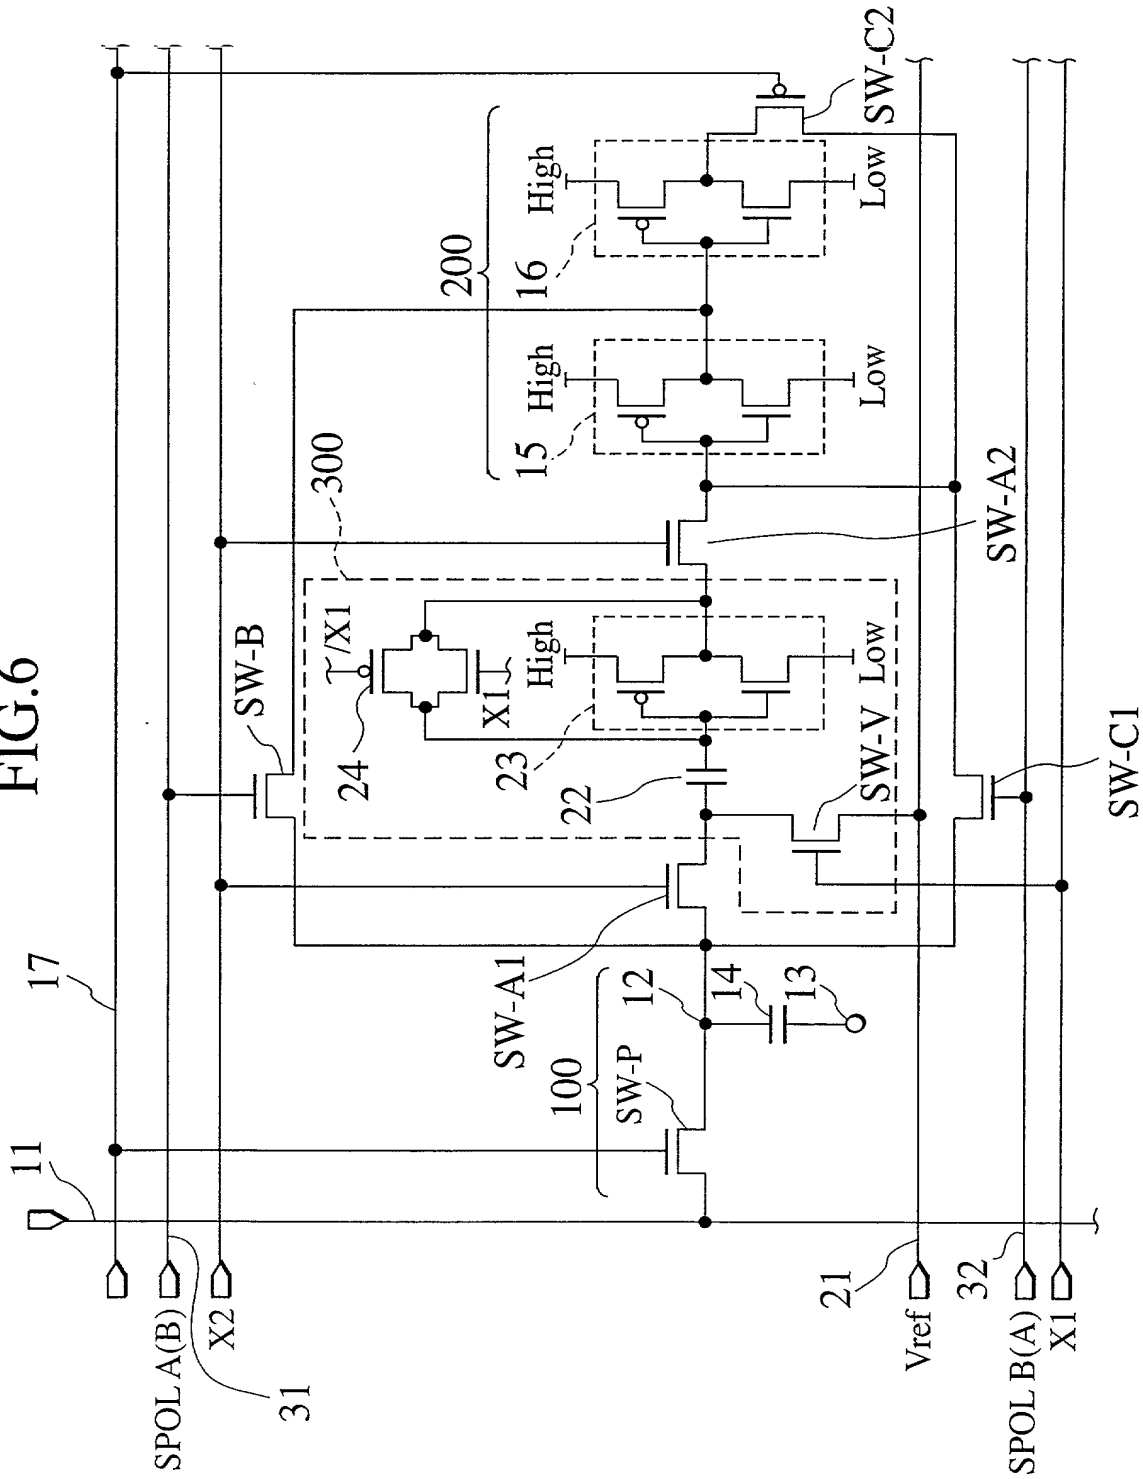 FIG.6
17
11
SPOL A(B)
31
X2
SW-B
300
/X1
24
X1
High
23
Low
22
SW-V
SW-A1
100
SW-P
12
14
13
200
High
15
Low
High
16
Low
SW-C2
SW-A2
SW-C1
21
Vref
32
SPOL B(A)
X1